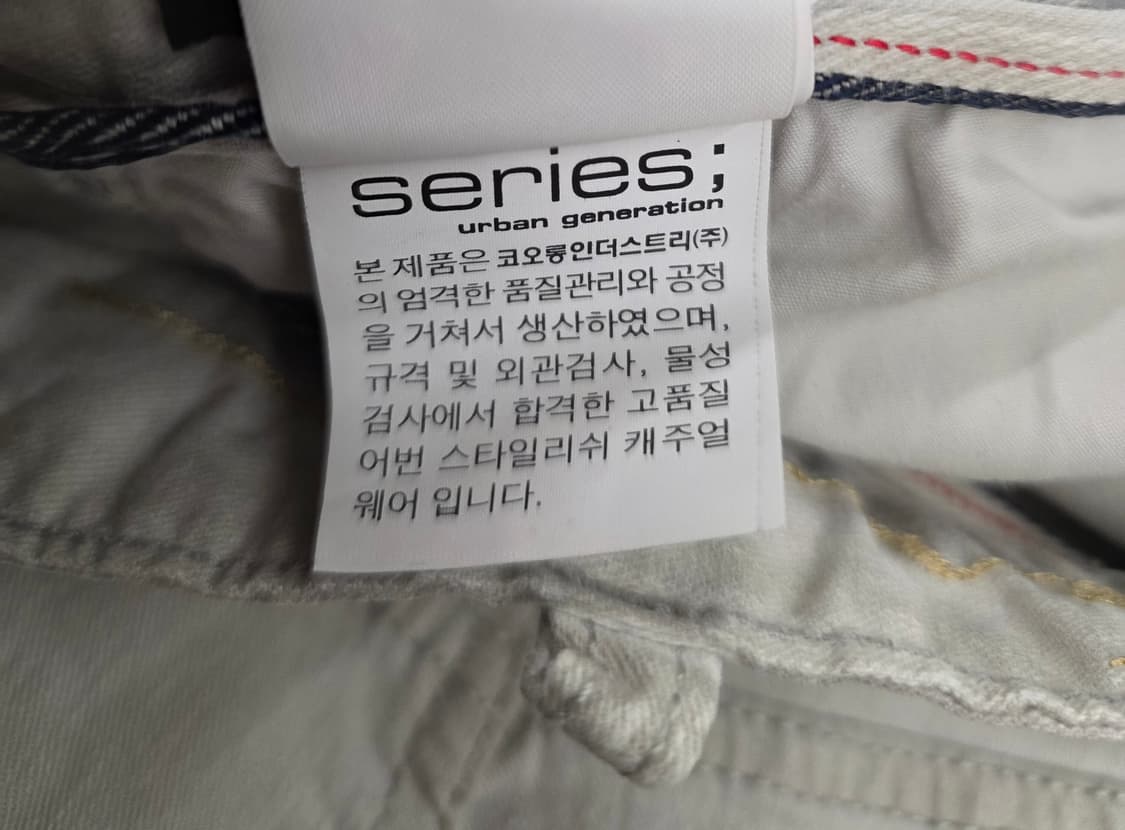 series;
urban generation
본 제품은 코오롱인더스트리(주)
의 엄격한 품질관리와 공정
을 거쳐서 생산하였으며,
규격 및 외관검사, 물성
검사에서 합격한 고품질
어번 스타일리쉬 캐주얼
웨어 입니다.